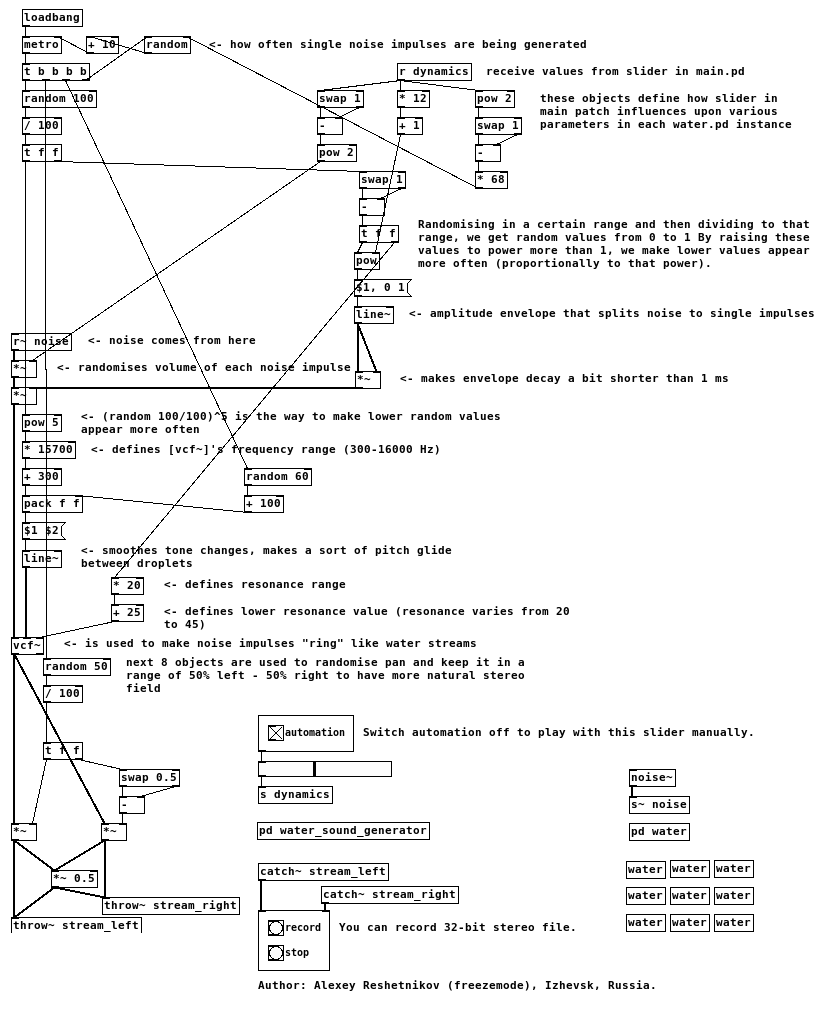 loadbang
metro
+ 10
random
<- how often single noise impulses are being generated
t b b b b
r dynamics
receive values from slider in main.pd
random 100
swap 1
* 12
pow 2
these objects define how slider in
main patch influences upon various
parameters in each water.pd instance
/ 100
-
+ 1
swap 1
t f f
pow 2
-
swap 1
* 68
-
t f f
Randomising in a certain range and then dividing to that
range, we get random values from 0 to 1 By raising these
values to power more than 1, we make lower values appear
more often (proportionally to that power).
pow
$1, 0 1
line~
<- amplitude envelope that splits noise to single impulses
r~ noise
<- noise comes from here
*~
<- randomises volume of each noise impulse
*~
<- makes envelope decay a bit shorter than 1 ms
*~
pow 5
<- (random 100/100)^5 is the way to make lower random values
appear more often
* 15700
<- defines [vcf~]'s frequency range (300-16000 Hz)
+ 300
random 60
pack f f
+ 100
$1 $2
line~
<- smoothes tone changes, makes a sort of pitch glide
between droplets
* 20
<- defines resonance range
+ 25
<- defines lower resonance value (resonance varies from 20
to 45)
vcf~
<- is used to make noise impulses "ring" like water streams
random 50
next 8 objects are used to randomise pan and keep it in a
range of 50% left - 50% right to have more natural stereo
field
/ 100
t f f
swap 0.5
-
*~
*~
*~ 0.5
throw~ stream_right
throw~ stream_left
automation
Switch automation off to play with this slider manually.
s dynamics
pd water_sound_generator
catch~ stream_left
catch~ stream_right
record
You can record 32-bit stereo file.
stop
noise~
s~ noise
pd water
water water water
water water water
water water water
Author: Alexey Reshetnikov (freezemode), Izhevsk, Russia.